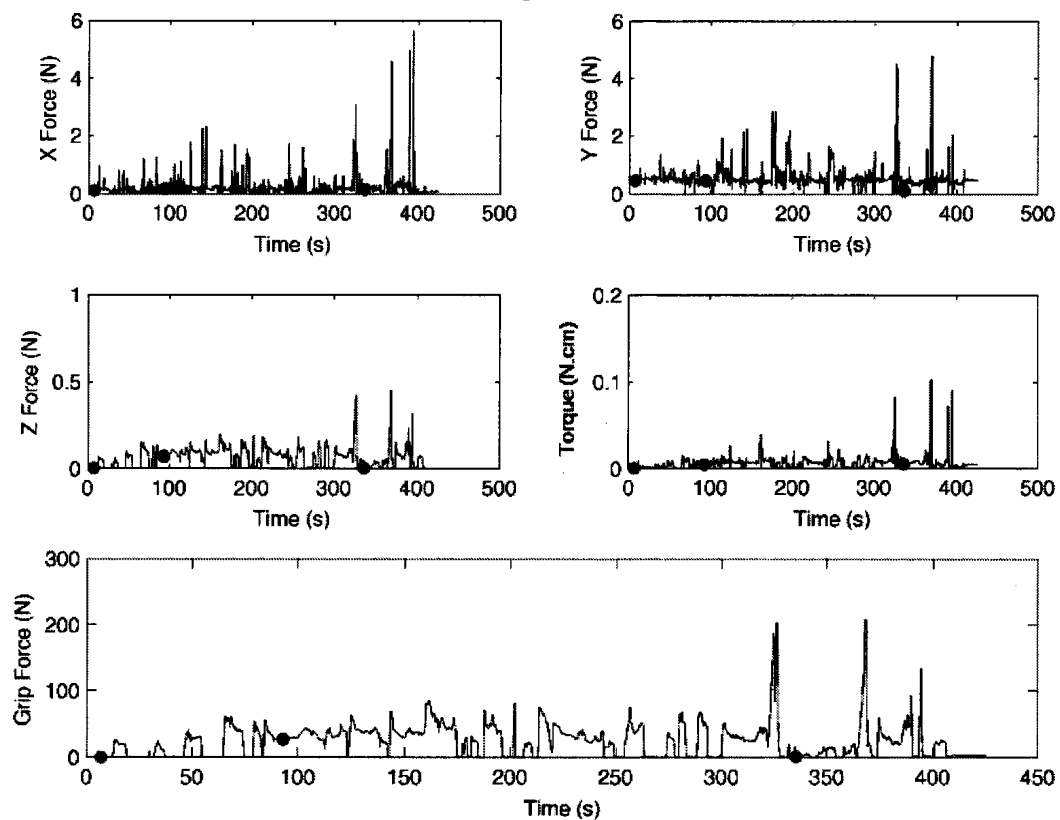 6
4
2
0
X Force (N)
0 100 200 300 400 500
Time (s)
6
4
2
0
Y Force (N)
0 100 200 300 400 500
Time (s)
1
0.5
0
Z Force (N)
0 100 200 300 400 500
Time (s)
0.2
0.1
0
Torque (N.cm)
0 100 200 300 400 500
Time (s)
300
200
100
0
Grip Force (N)
0 50 100 150 200 250 300 350 400 450
Time (s)